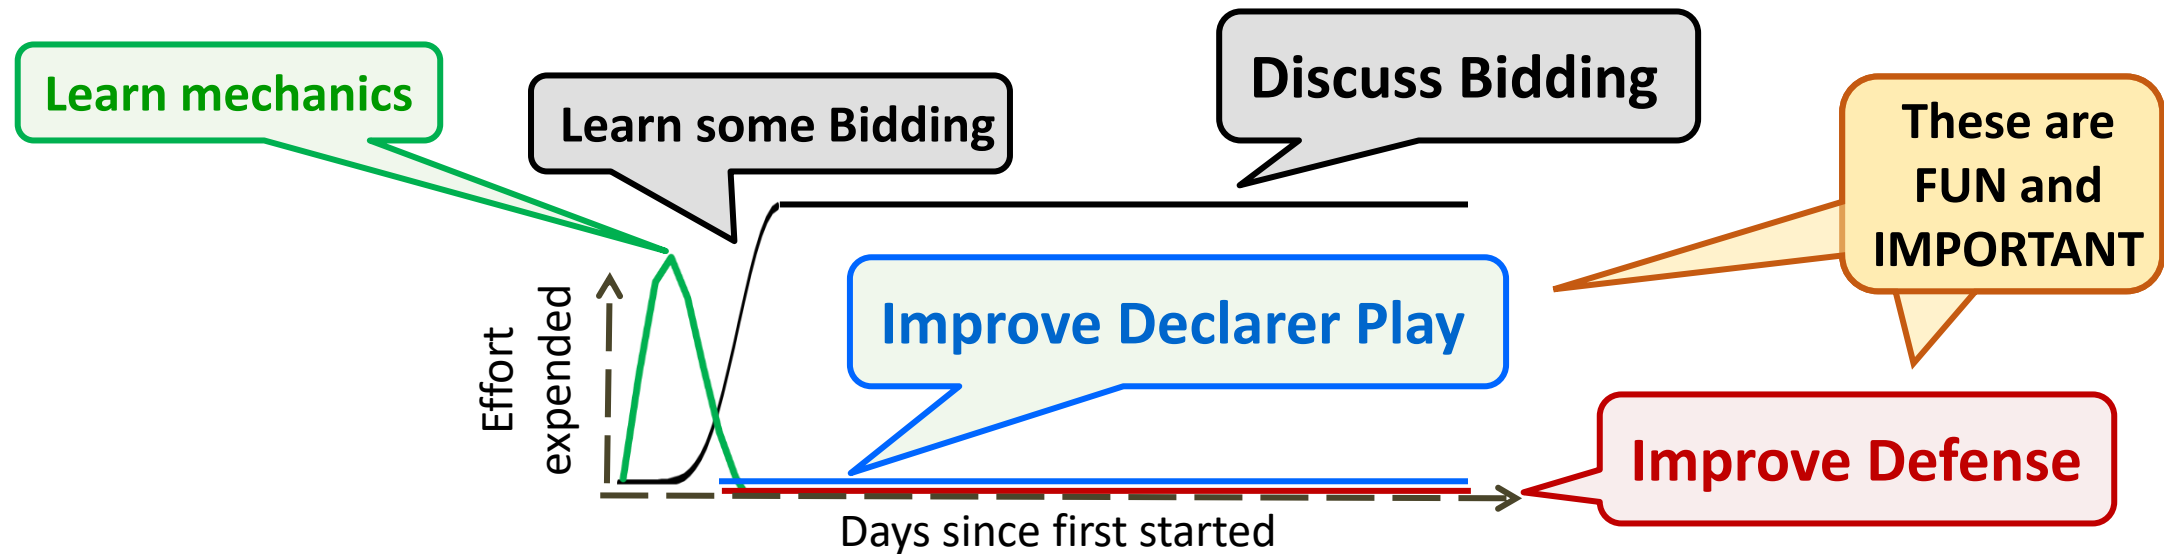 Learn mechanics
Learn some Bidding
Discuss Bidding
These are
FUN and
IMPORTANT
Improve Declarer Play
Improve Defense
Effort
expended
Days since first started